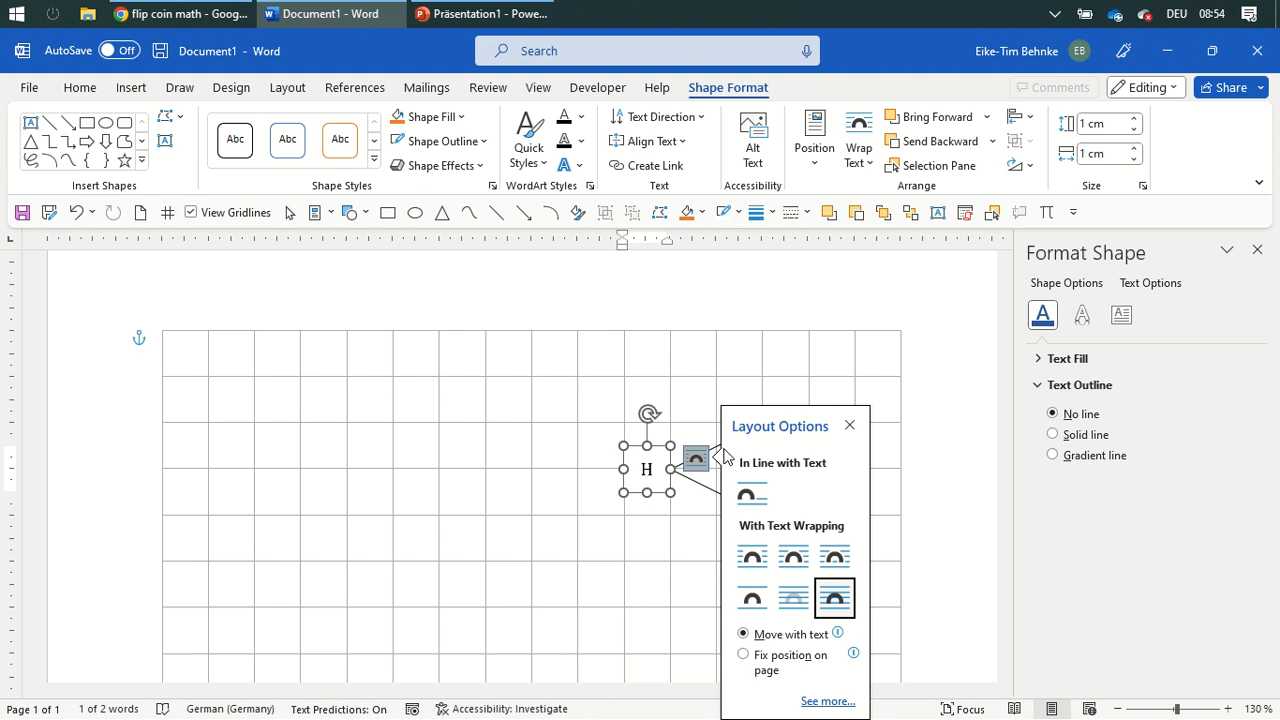 flip coin math - Goog...
Document1 - Word
Präsentation1 - Powe...
DEU
08:54
AutoSave
Off
Document1 - Word
Search
Eike-Tim Behnke
EB
File
Home
Insert
Draw
Design
Layout
References
Mailings
Review
View
Developer
Help
Shape Format
Comments
Editing
Share
Abc
Abc
Abc
Shape Fill
Shape Outline
Shape Effects
Quick Styles
A
A
A
Text Direction
Align Text
Create Link
Alt Text
Position
Wrap Text
Bring Forward
Send Backward
Selection Pane
1 cm
1 cm
Insert Shapes
Shape Styles
WordArt Styles
Text
Accessibility
Arrange
Size
View Gridlines
Format Shape
Shape Options
Text Options
Text Fill
Text Outline
No line
Solid line
Gradient line
H
Layout Options
In Line with Text
With Text Wrapping
Move with text
Fix position on
page
See more...
Page 1 of 1
1 of 2 words
German (Germany)
Text Predictions: On
Accessibility: Investigate
Focus
130 %